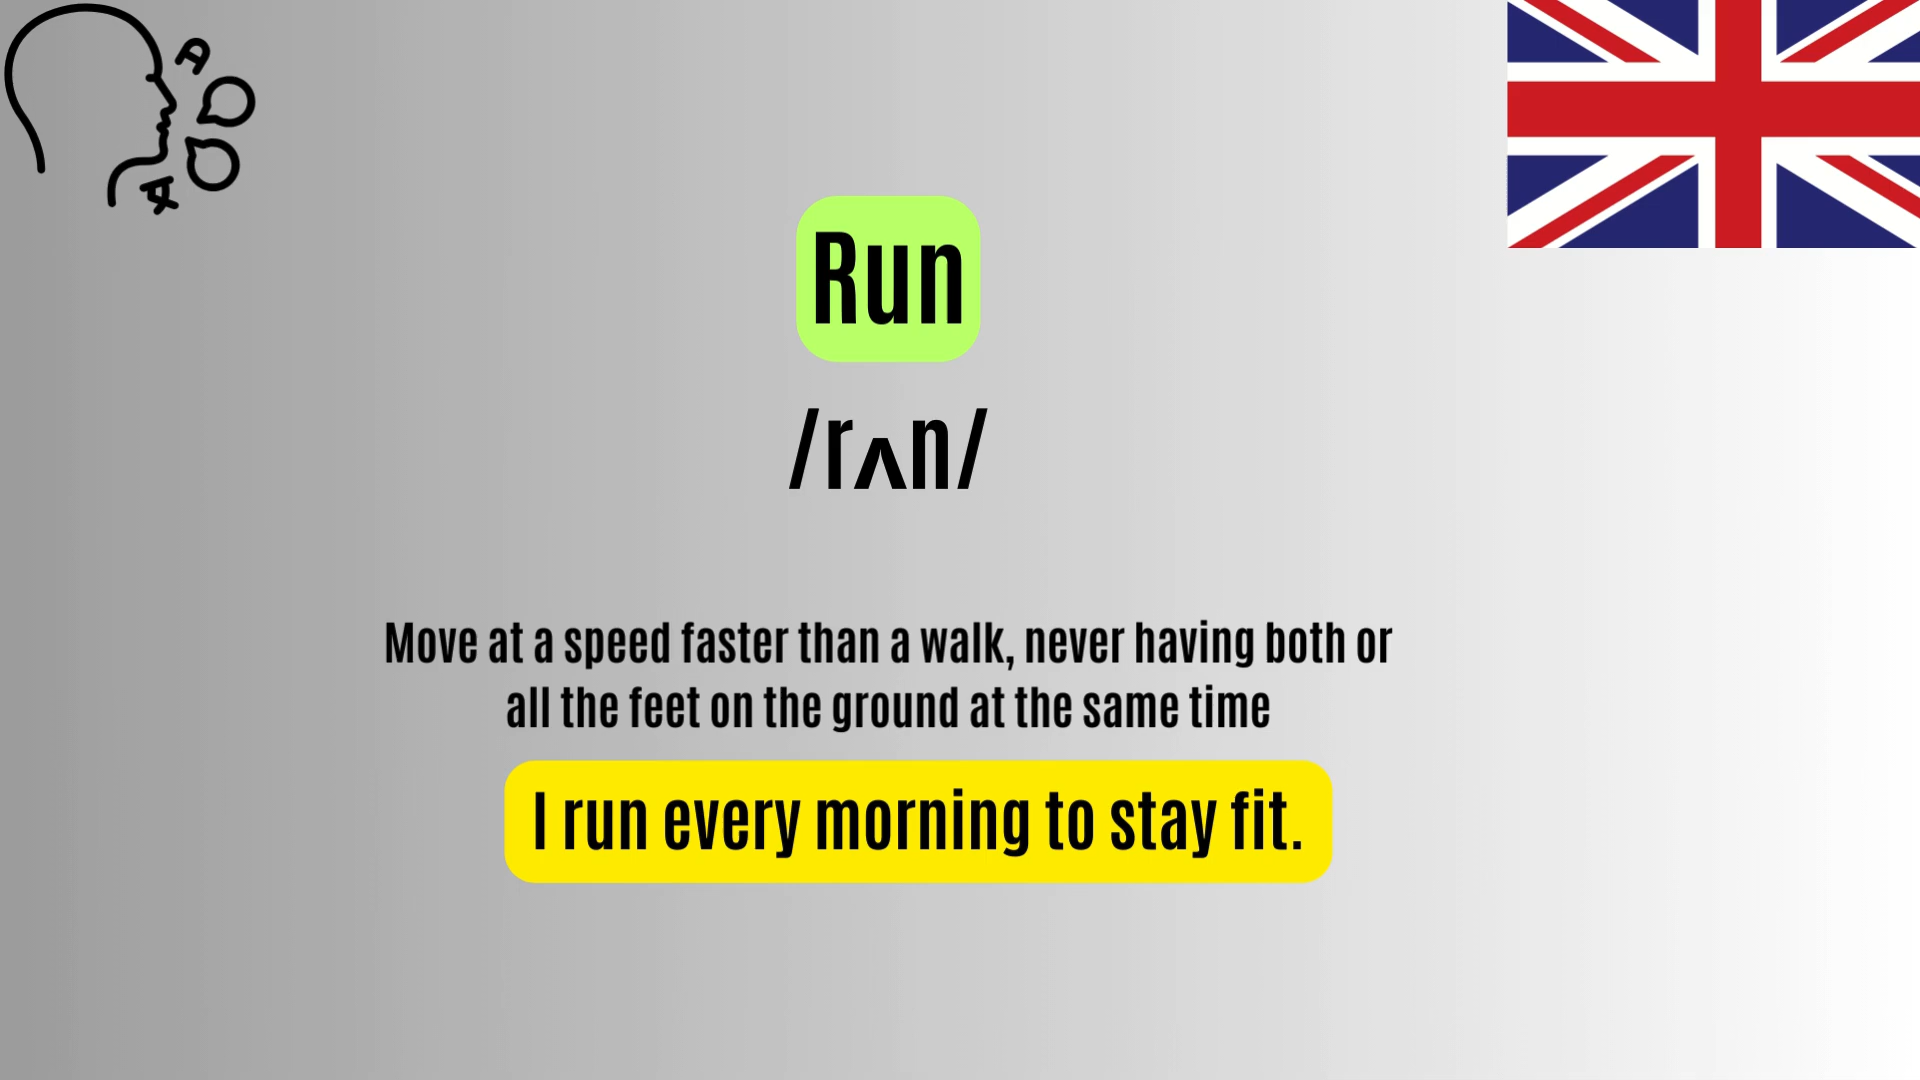 Run
/rʌn/
Move at a speed faster than a walk, never having both or
all the feet on the ground at the same time
I run every morning to stay fit.